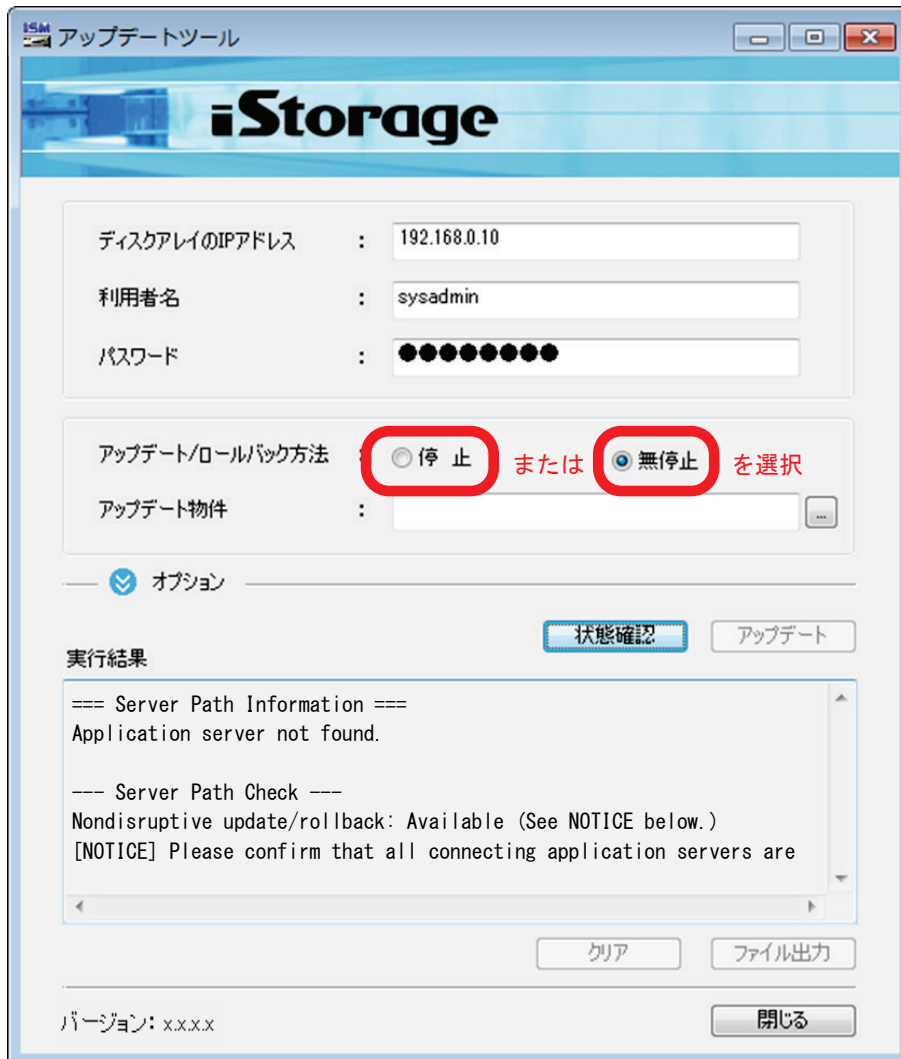 ISM アップデートツール
iStorage
ディスクアレイのIPアドレス : 192.168.0.10
利用者名 : sysadmin
パスワード : ●●●●●●●●
アップデート/ロールバック方法 : 停 止 または 無停止 を選択
アップデート物件 : ...
オプション
状態確認 アップデート
実行結果
=== Server Path Information ===
Application server not found.
--- Server Path Check ---
Nondisruptive update/rollback: Available (See NOTICE below.)
[NOTICE] Please confirm that all connecting application servers are
クリア ファイル出力
バージョン: x.x.x.x 閉じる